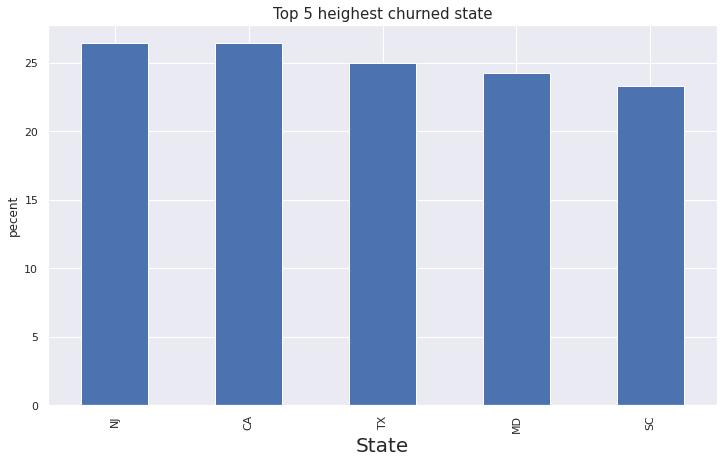 Top 5 heighest churned state
pecent
25
20
15
10
5
0
NJ
CA
TX
MD
SC
State